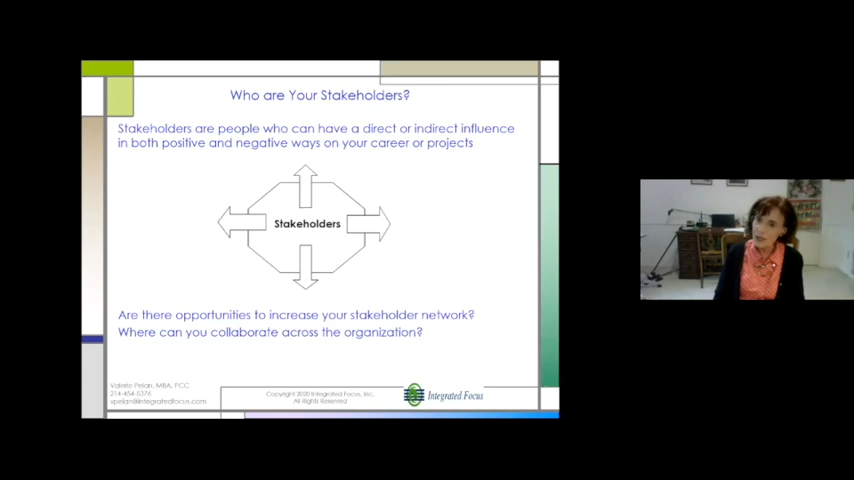 Who are Your Stakeholders?
Stakeholders are people who can have a direct or indirect influence
in both positive and negative ways on your career or projects
Stakeholders
Are there opportunities to increase your stakeholder network?
Where can you collaborate across the organization?
Valerie Pelan, MBA, PCC
214-454-5376
vpelan@integratedfocus.com
Copyright 2020 Integrated Focus, Inc.
All Rights Reserved
Integrated Focus